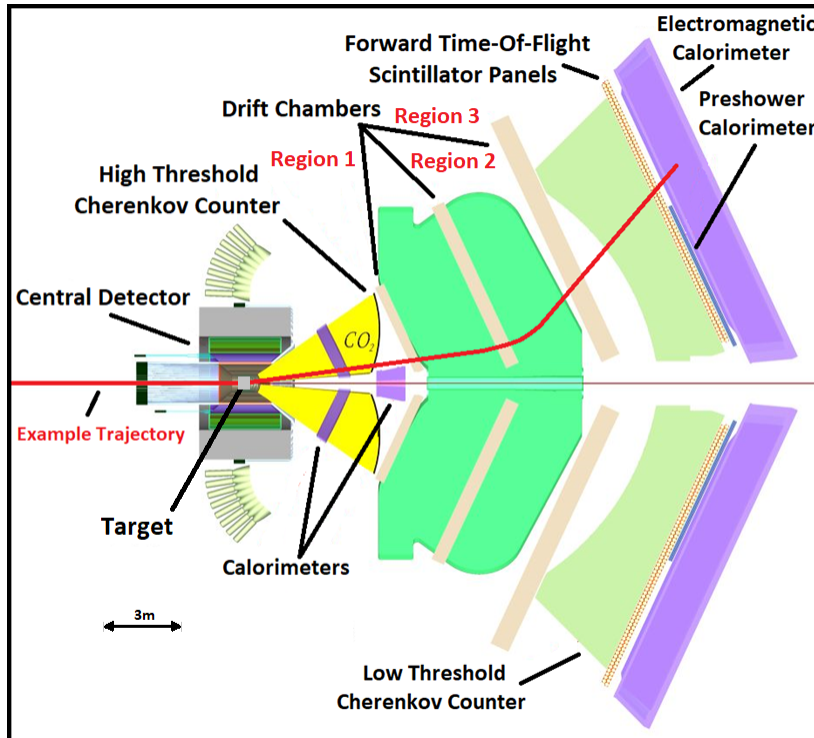 Electromagnetic
Calorimeter
Forward Time-Of-Flight
Scintillator Panels
Preshower
Calorimeter
Drift Chambers
Region 3
Region 1
Region 2
High Threshold
Cherenkov Counter
Central Detector
CO₂
Example Trajectory
Target
Calorimeters
3m
Low Threshold
Cherenkov Counter